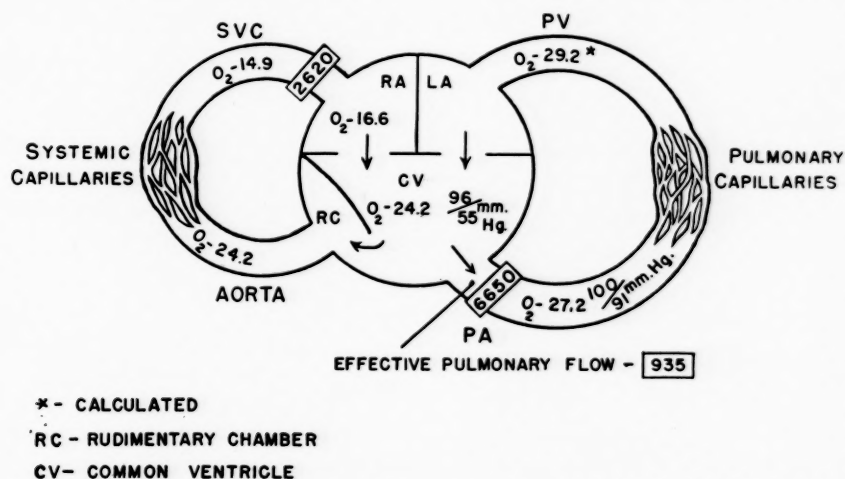 SVC
PV
O2-14.9
2620
RA
LA
O2-29.2*
O2-16.6
SYSTEMIC
CAPILLARIES
PULMONARY
CAPILLARIES
CV
RC
O2-24.2
96/55 mm. Hg.
O2-24.2
AORTA
6650
O2-27.2 100/91 mm.Hg.
PA
EFFECTIVE PULMONARY FLOW - 935
*- CALCULATED
RC - RUDIMENTARY CHAMBER
CV- COMMON VENTRICLE